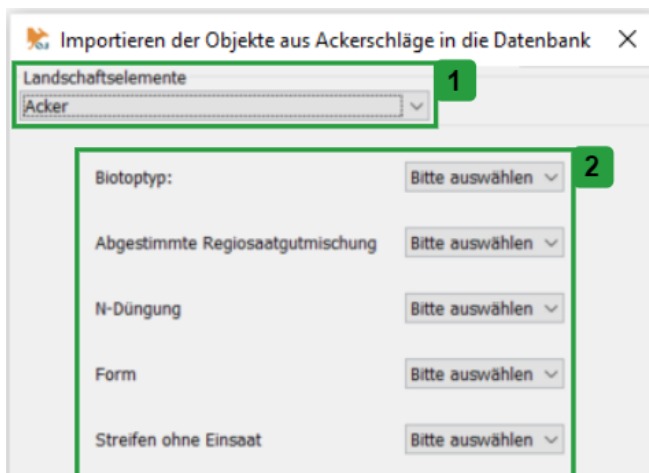 Importieren der Objekte aus Ackerschläge in die Datenbank
Landschaftselemente
1
Acker
2
Biotoptyp: Bitte auswählen
Abgestimmte Regiosaatgutmischung Bitte auswählen
N-Düngung Bitte auswählen
Form Bitte auswählen
Streifen ohne Einsaat Bitte auswählen